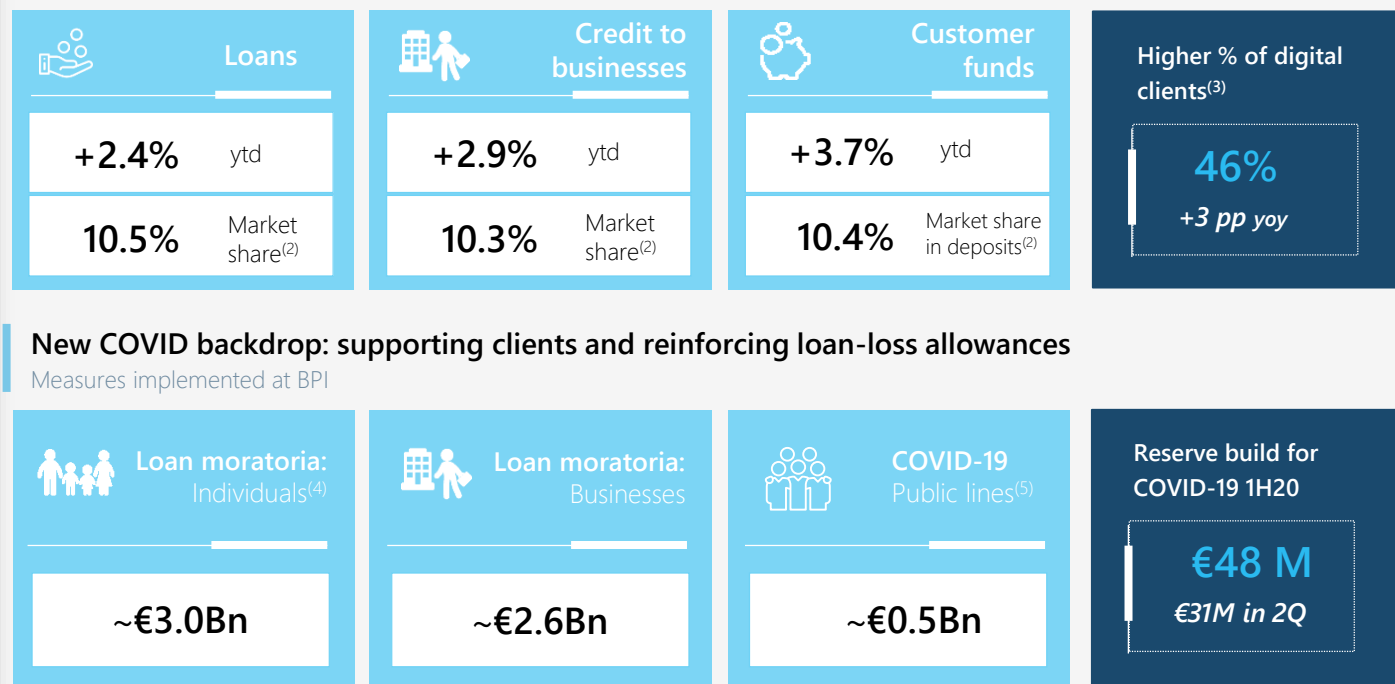 Loans
+2.4% ytd
10.5% Market
share(2)
Credit to
businesses
+2.9% ytd
10.3% Market
share(2)
Customer
funds
+3.7% ytd
10.4% Market share
in deposits(2)
Higher % of digital
clients(3)
46%
+3 pp yoy
New COVID backdrop: supporting clients and reinforcing loan-loss allowances
Measures implemented at BPI
Loan moratoria:
Individuals(4)
~€3.0Bn
Loan moratoria:
Businesses
~€2.6Bn
COVID-19
Public lines(5)
~€0.5Bn
Reserve build for
COVID-19 1H20
€48 M
€31M in 2Q